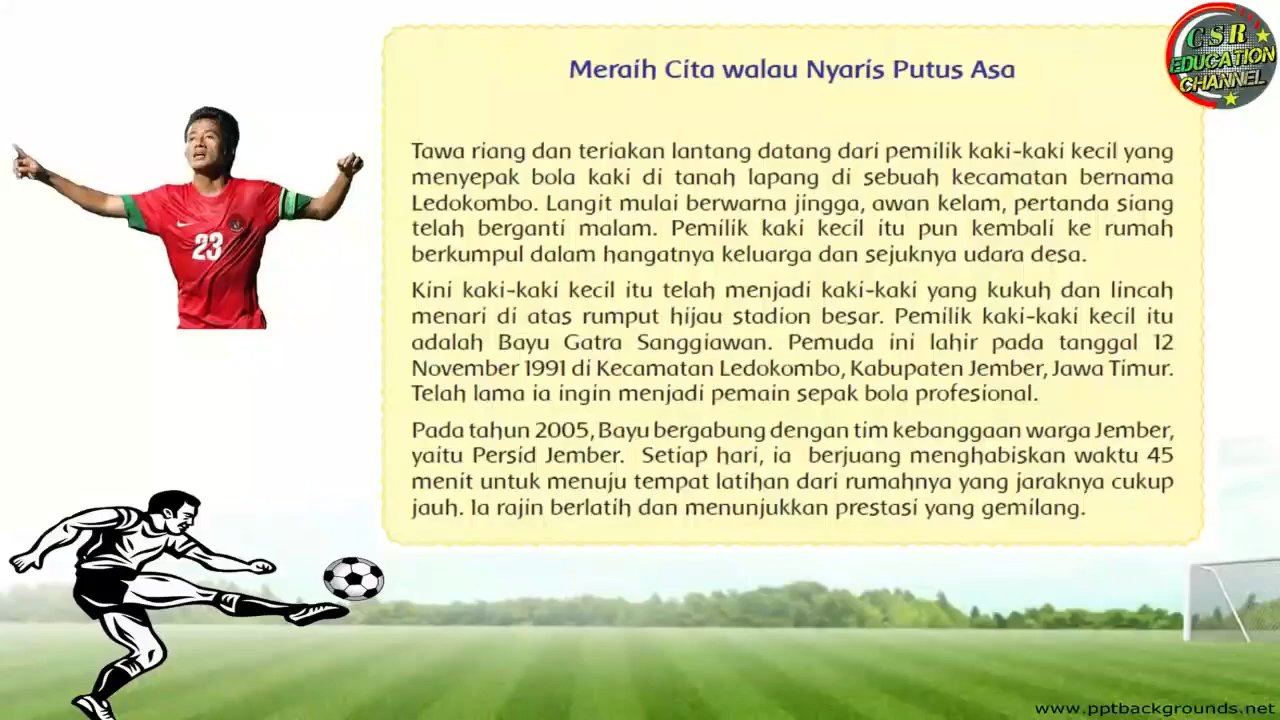 Meraih Cita walau Nyaris Putus Asa
Tawa riang dan teriakan lantang datang dari pemilik kaki-kaki kecil yang
menyepak bola kaki di tanah lapang di sebuah kecamatan bernama
Ledokombo. Langit mulai berwarna jingga, awan kelam, pertanda siang
telah berganti malam. Pemilik kaki kecil itu pun kembali ke rumah
berkumpul dalam hangatnya keluarga dan sejuknya udara desa.
Kini kaki-kaki kecil itu telah menjadi kaki-kaki yang kukuh dan lincah
menari di atas rumput hijau stadion besar. Pemilik kaki-kaki kecil itu
adalah Bayu Gatra Sanggiawan. Pemuda ini lahir pada tanggal 12
November 1991 di Kecamatan Ledokombo, Kabupaten Jember, Jawa Timur.
Telah lama ia ingin menjadi pemain sepak bola profesional.
Pada tahun 2005, Bayu bergabung dengan tim kebanggaan warga Jember,
yaitu Persid Jember. Setiap hari, ia berjuang menghabiskan waktu 45
menit untuk menuju tempat latihan dari rumahnya yang jaraknya cukup
jauh. Ia rajin berlatih dan menunjukkan prestasi yang gemilang.
CSR
EDUCATION
CHANNEL
23
www.pptbackgrounds.net